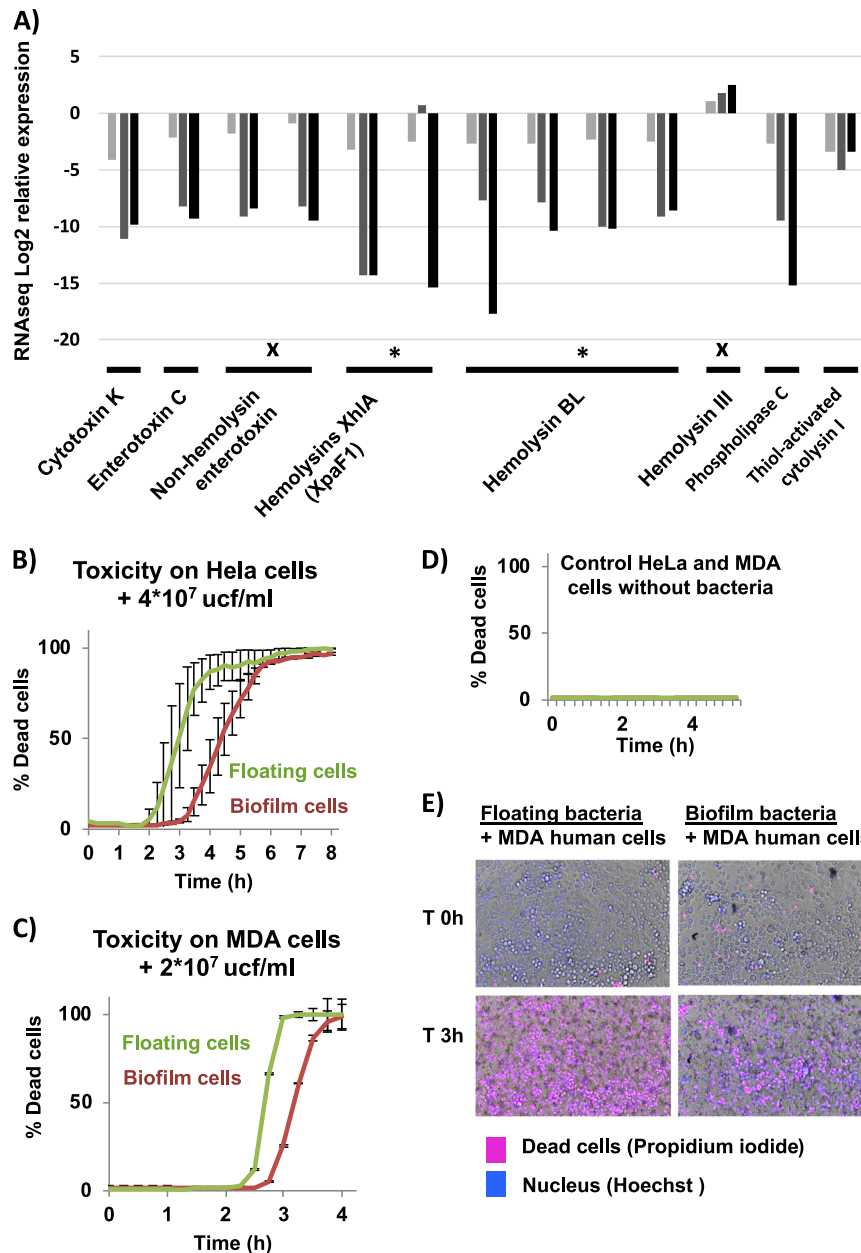 A)
RNAseq Log2 relative expression
5
0
-5
-10
-15
-20
x
*
*
x
Cytotoxin K
Enterotoxin C
Non-hemolysin
enterotoxin
Hemolysins XhlA
(XpaF1)
Hemolysin BL
Hemolysin III
Phospholipase C
Thiol-activated
cytolysin I
B)
Toxicity on Hela cells
+ 4*10⁷ ucf/ml
% Dead cells
100
50
0
Floating cells
Biofilm cells
0 1 2 3 4 5 6 7 8
Time (h)
C)
Toxicity on MDA cells
+ 2*10⁷ ucf/ml
% Dead cells
100
50
0
Floating cells
Biofilm cells
0 1 2 3 4
Time (h)
D)
Control HeLa and MDA
cells without bacteria
% Dead cells
100
50
0
0 2 4
Time (h)
E)
Floating bacteria
+ MDA human cells
Biofilm bacteria
+ MDA human cells
T 0h
T 3h
Dead cells (Propidium iodide)
Nucleus (Hoechst )